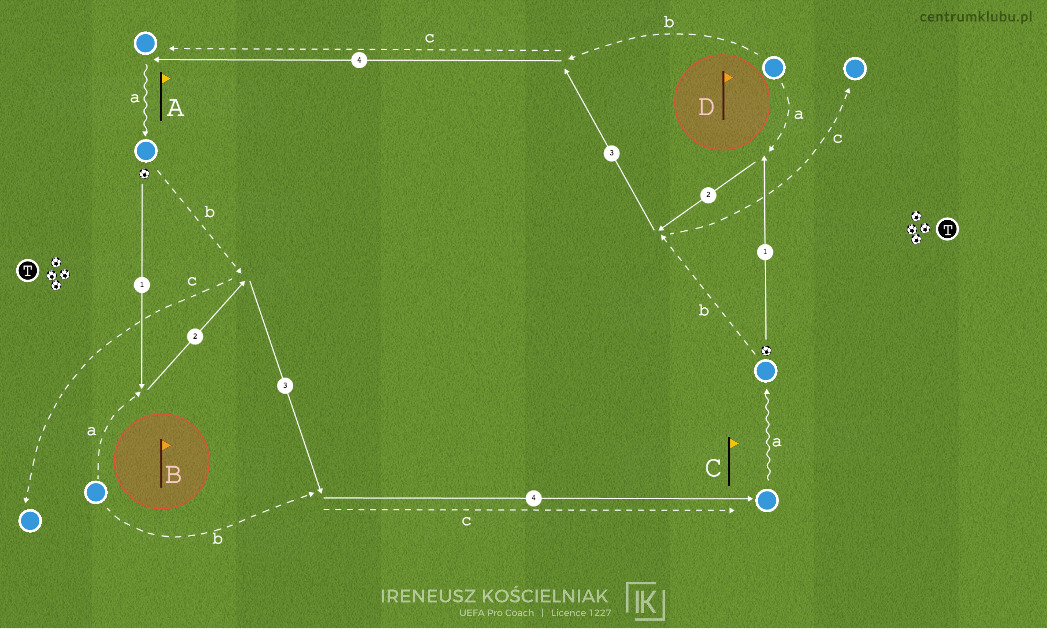 centrumklubu.pl
b
c
4
a
A
D
a
c
3
2
b
1
T
T
c
1
b
2
3
a
B
b
C
a
4
c
IRENEUSZ KOŚCIELNIAK
UEFA Pro Coach | Licence 1227
IK